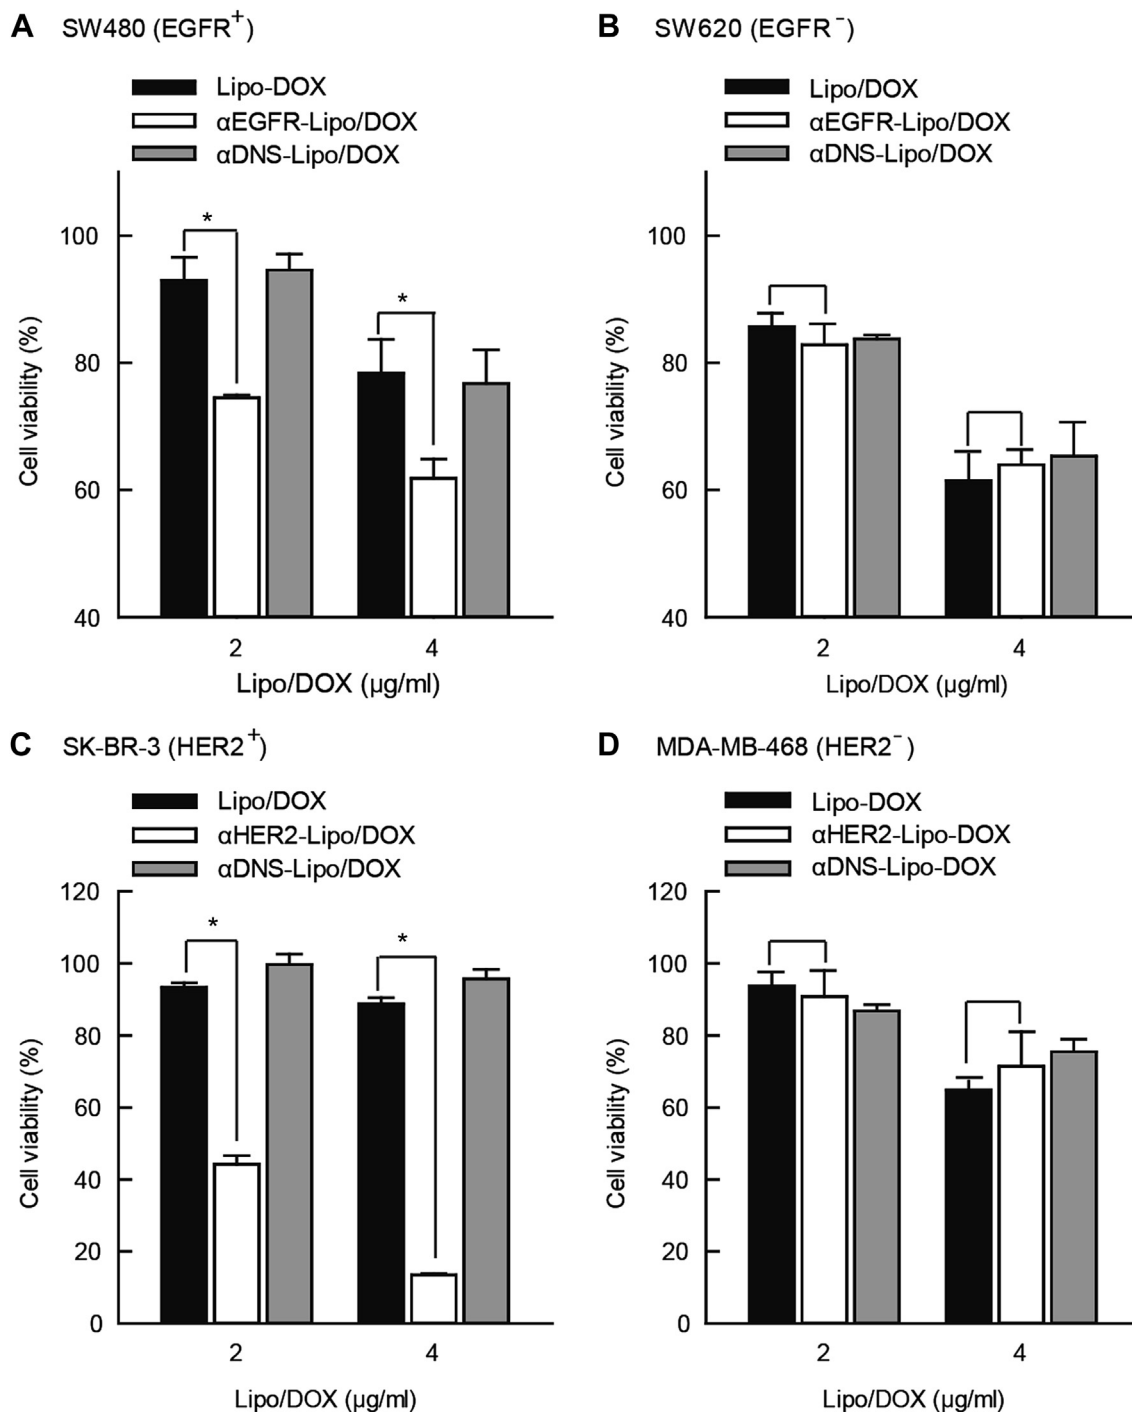 A SW480 (EGFR⁺)
Lipo-DOX
αEGFR-Lipo/DOX
αDNS-Lipo/DOX
*
*
100
80
60
40
Cell viability (%)
2 4
Lipo/DOX (µg/ml)
B SW620 (EGFR⁻)
Lipo/DOX
αEGFR-Lipo/DOX
αDNS-Lipo/DOX
100
80
60
40
Cell viability (%)
2 4
Lipo/DOX (µg/ml)
C SK-BR-3 (HER2⁺)
Lipo/DOX
αHER2-Lipo/DOX
αDNS-Lipo/DOX
*
*
120
100
80
60
40
20
0
Cell viability (%)
2 4
Lipo/DOX (µg/ml)
D MDA-MB-468 (HER2⁻)
Lipo-DOX
αHER2-Lipo-DOX
αDNS-Lipo-DOX
120
100
80
60
40
20
0
Cell viability (%)
2 4
Lipo/DOX (µg/ml)